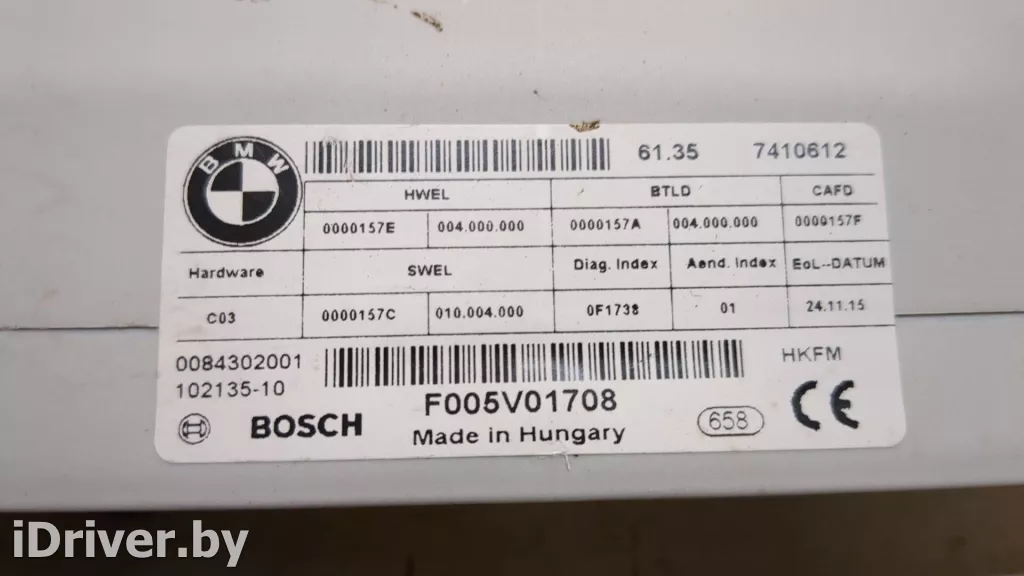 BMW
61.35 7410612
HWEL BTLD CAFD
0000157E 004.000.000 0000157A 004.000.000 0000157F
Hardware SWEL Diag. Index Aend. Index EoL--DATUM
C03 0000157C 010.004.000 0F1738 01 24.11.15
0084302001 HKFM
102135-10
F005V01708
BOSCH Made in Hungary 658 CE
iDriver.by